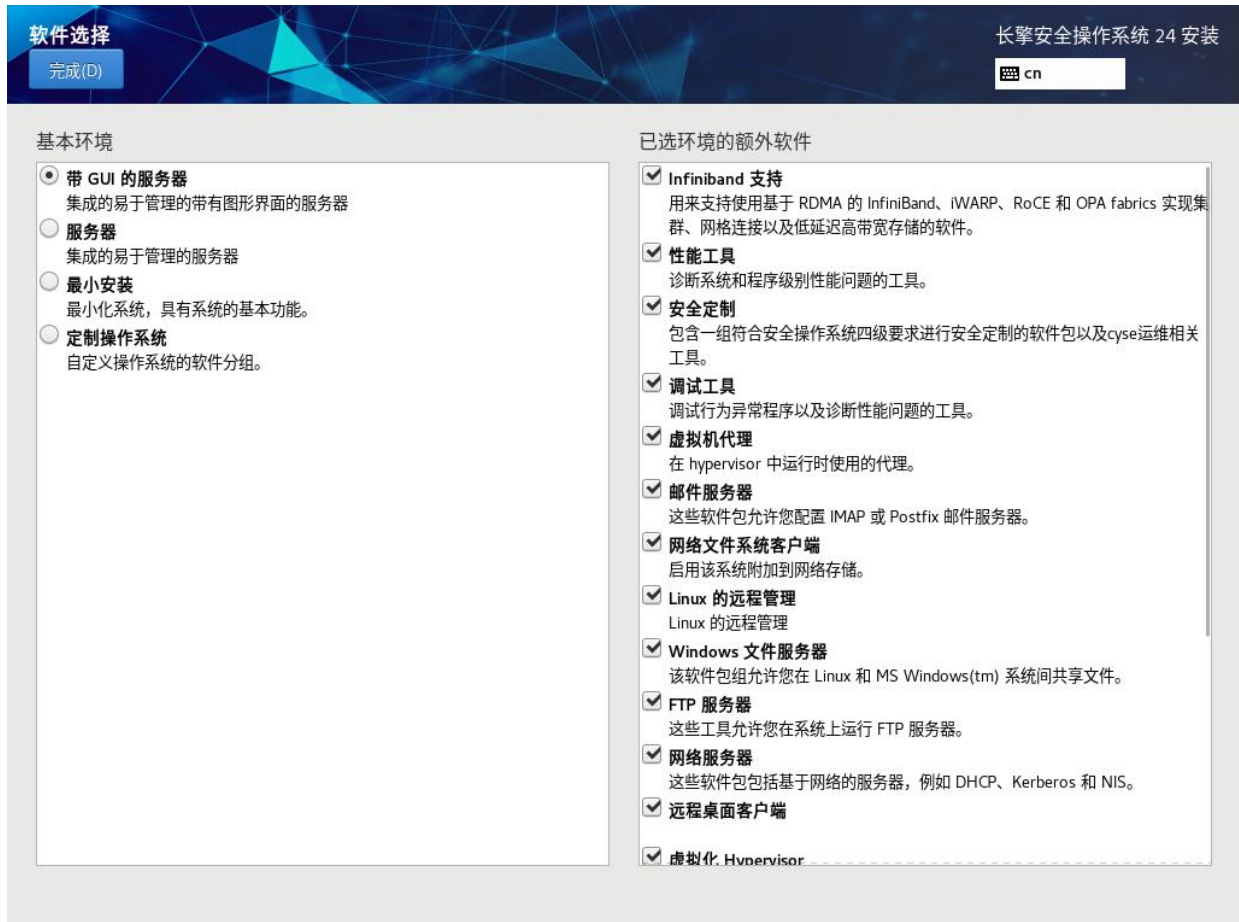 软件选择
完成(D)
长擎安全操作系统 24 安装
cn
基本环境
带 GUI 的服务器
集成的易于管理的带有图形界面的服务器
服务器
集成的易于管理的服务器
最小安装
最小化系统，具有系统的基本功能。
定制操作系统
自定义操作系统的软件分组。
已选环境的额外软件
Infiniband 支持
用来支持使用基于 RDMA 的 InfiniBand、iWARP、RoCE 和 OPA fabrics 实现集
群、网格连接以及低延迟高带宽存储的软件。
性能工具
诊断系统和程序级别性能问题的工具。
安全定制
包含一组符合安全操作系统四级要求进行安全定制的软件包以及cyse运维相关
工具。
调试工具
调试行为异常程序以及诊断性能问题的工具。
虚拟机代理
在 hypervisor 中运行时使用的代理。
邮件服务器
这些软件包允许您配置 IMAP 或 Postfix 邮件服务器。
网络文件系统客户端
启用该系统附加到网络存储。
Linux 的远程管理
Linux 的远程管理
Windows 文件服务器
该软件包组允许您在 Linux 和 MS Windows(tm) 系统间共享文件。
FTP 服务器
这些工具允许您在系统上运行 FTP 服务器。
网络服务器
这些软件包包括基于网络的服务器，例如 DHCP、Kerberos 和 NIS。
远程桌面客户端
虚拟化 Hypervisor